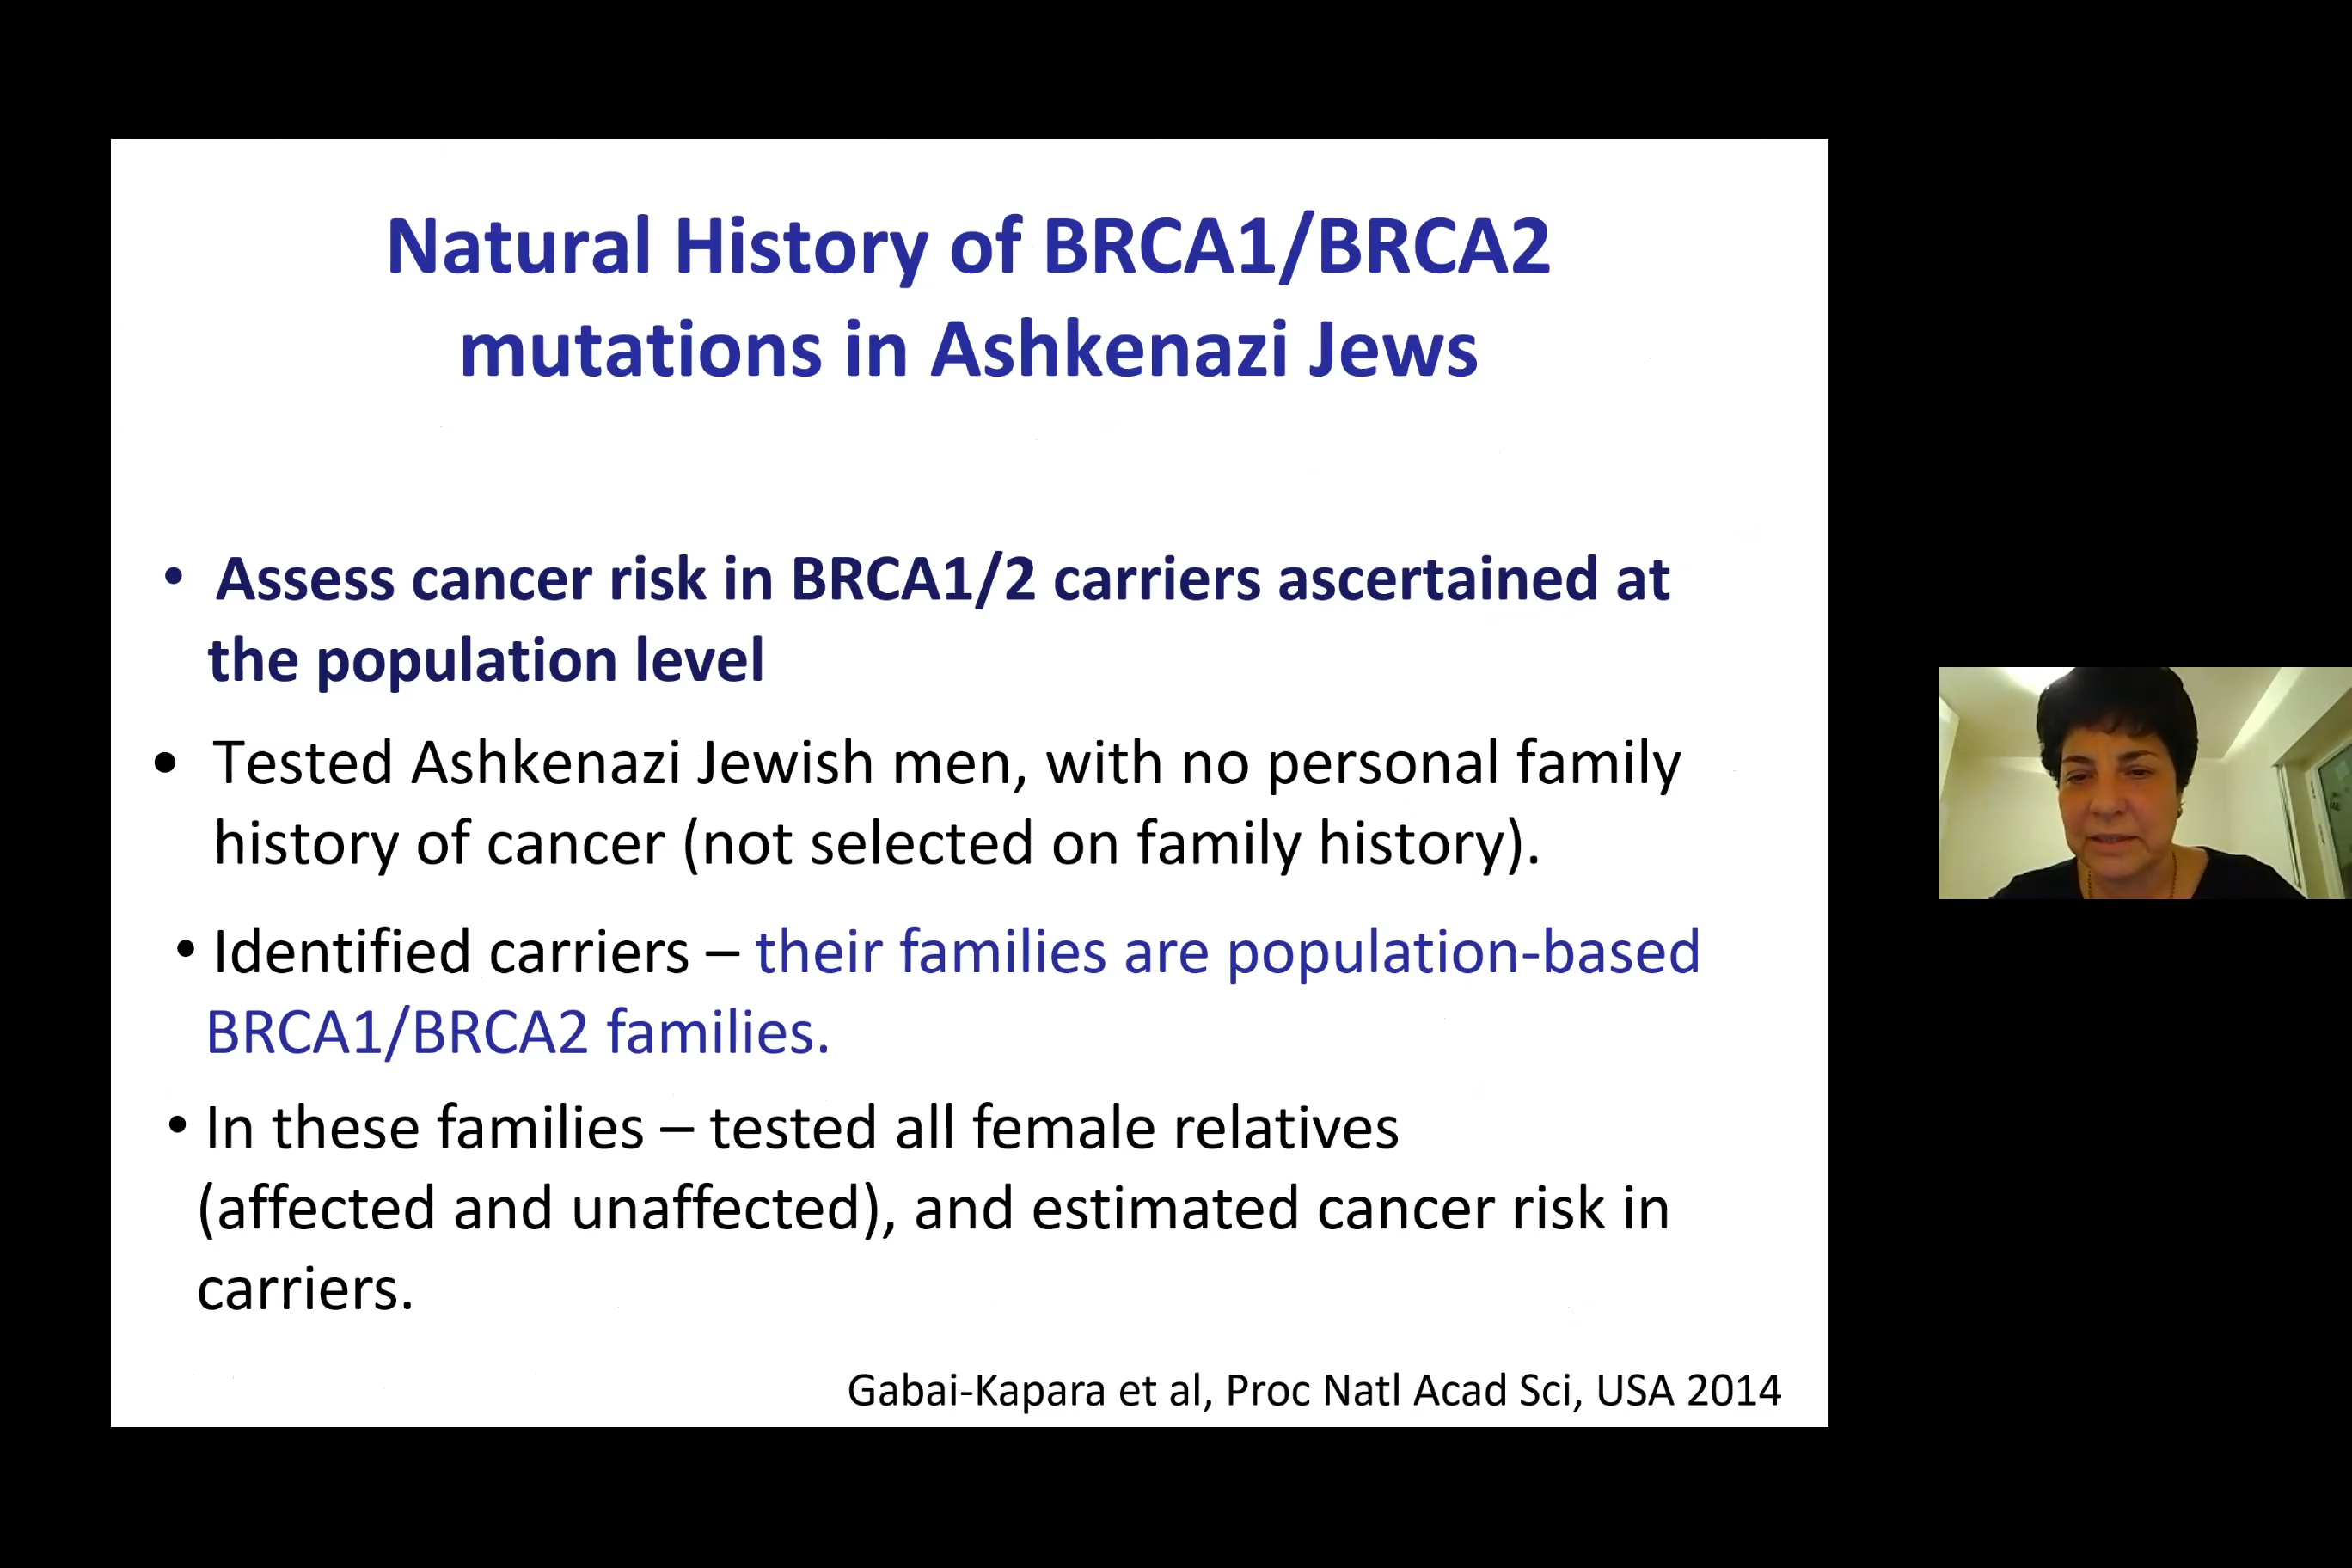 Natural History of BRCA1/BRCA2
mutations in Ashkenazi Jews
• Assess cancer risk in BRCA1/2 carriers ascertained at
the population level
• Tested Ashkenazi Jewish men, with no personal family
history of cancer (not selected on family history).
• Identified carriers – their families are population-based
BRCA1/BRCA2 families.
• In these families – tested all female relatives
(affected and unaffected), and estimated cancer risk in
carriers.
Gabai-Kapara et al, Proc Natl Acad Sci, USA 2014